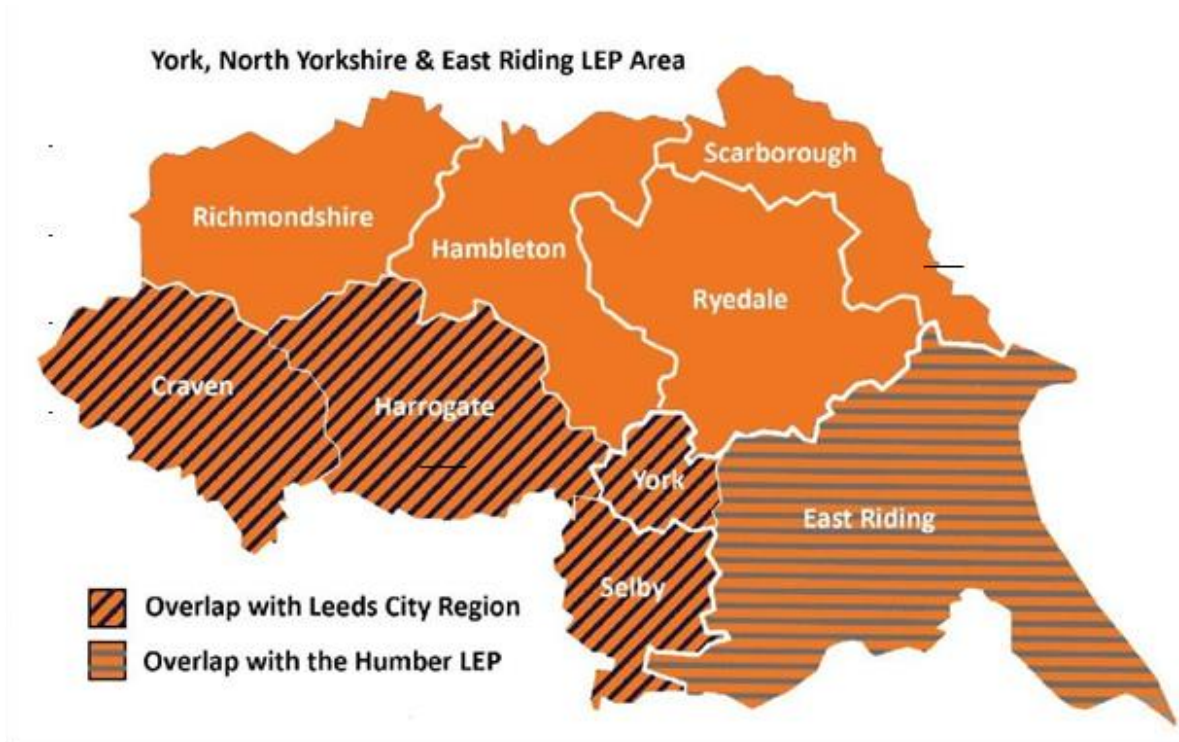 York, North Yorkshire & East Riding LEP Area
Scarborough
Richmondshire
Hambleton
Ryedale
Craven
Harrogate
York
East Riding
Selby
Overlap with Leeds City Region
Overlap with the Humber LEP